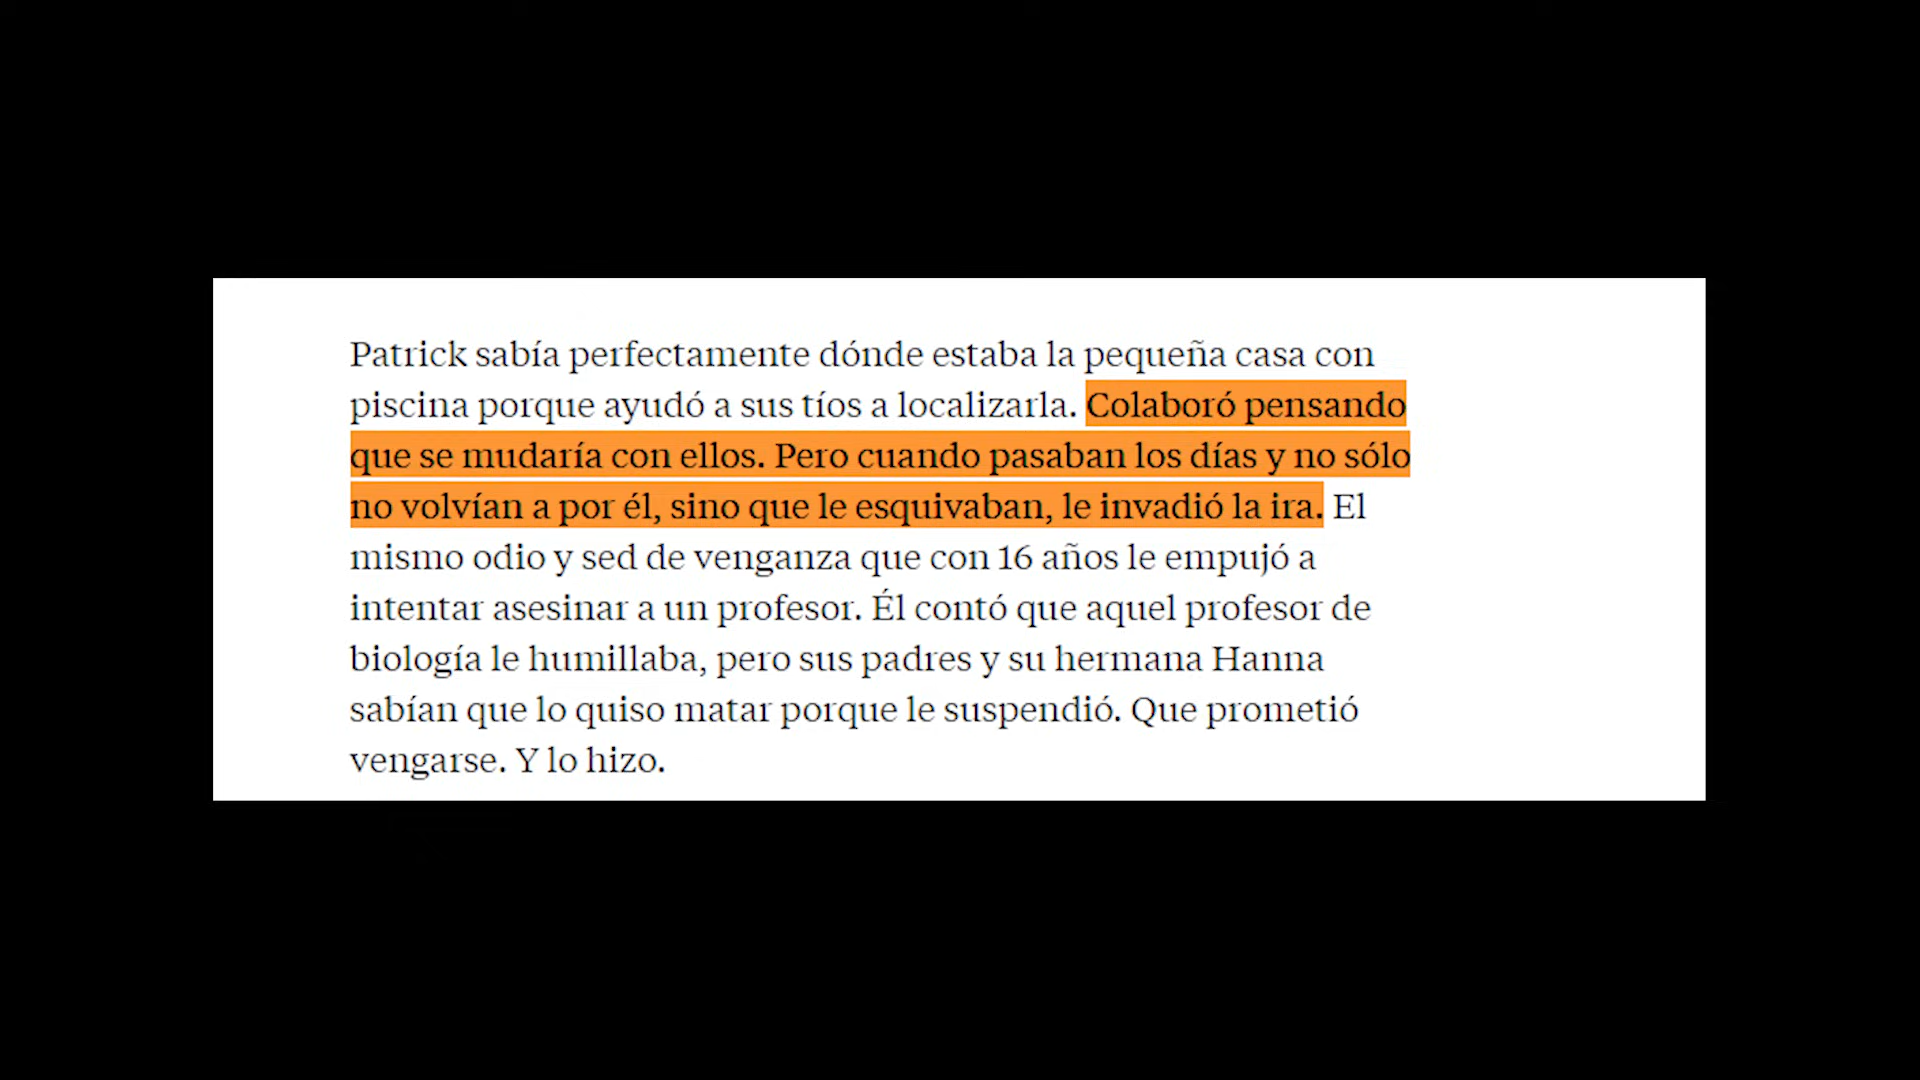 Patrick sabía perfectamente dónde estaba la pequeña casa con
piscina porque ayudó a sus tíos a localizarla. Colaboró pensando
que se mudaría con ellos. Pero cuando pasaban los días y no sólo
no volvían a por él, sino que le esquivaban, le invadió la ira. El
mismo odio y sed de venganza que con 16 años le empujó a
intentar asesinar a un profesor. Él contó que aquel profesor de
biología le humillaba, pero sus padres y su hermana Hanna
sabían que lo quiso matar porque le suspendió. Que prometió
vengarse. Y lo hizo.